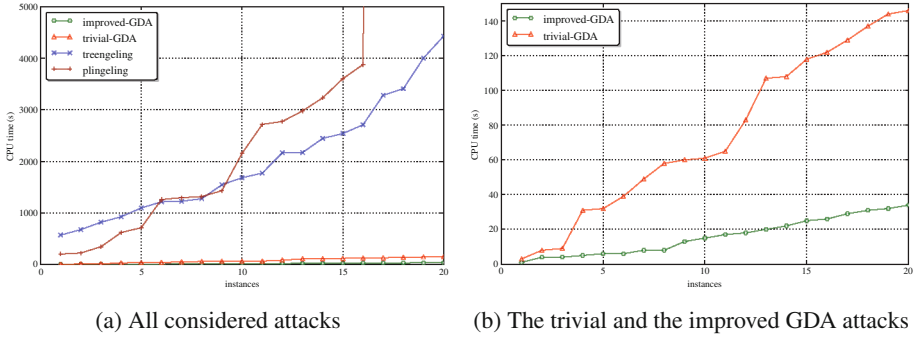 5000
4000
3000
2000
1000
0
CPU time (s)
improved-GDA
trivial-GDA
treengeling
plingeling
0 5 10 15 20
instances
(a) All considered attacks
140
120
100
80
60
40
20
0
CPU time (s)
improved-GDA
trivial-GDA
0 5 10 15 20
instances
(b) The trivial and the improved GDA attacks